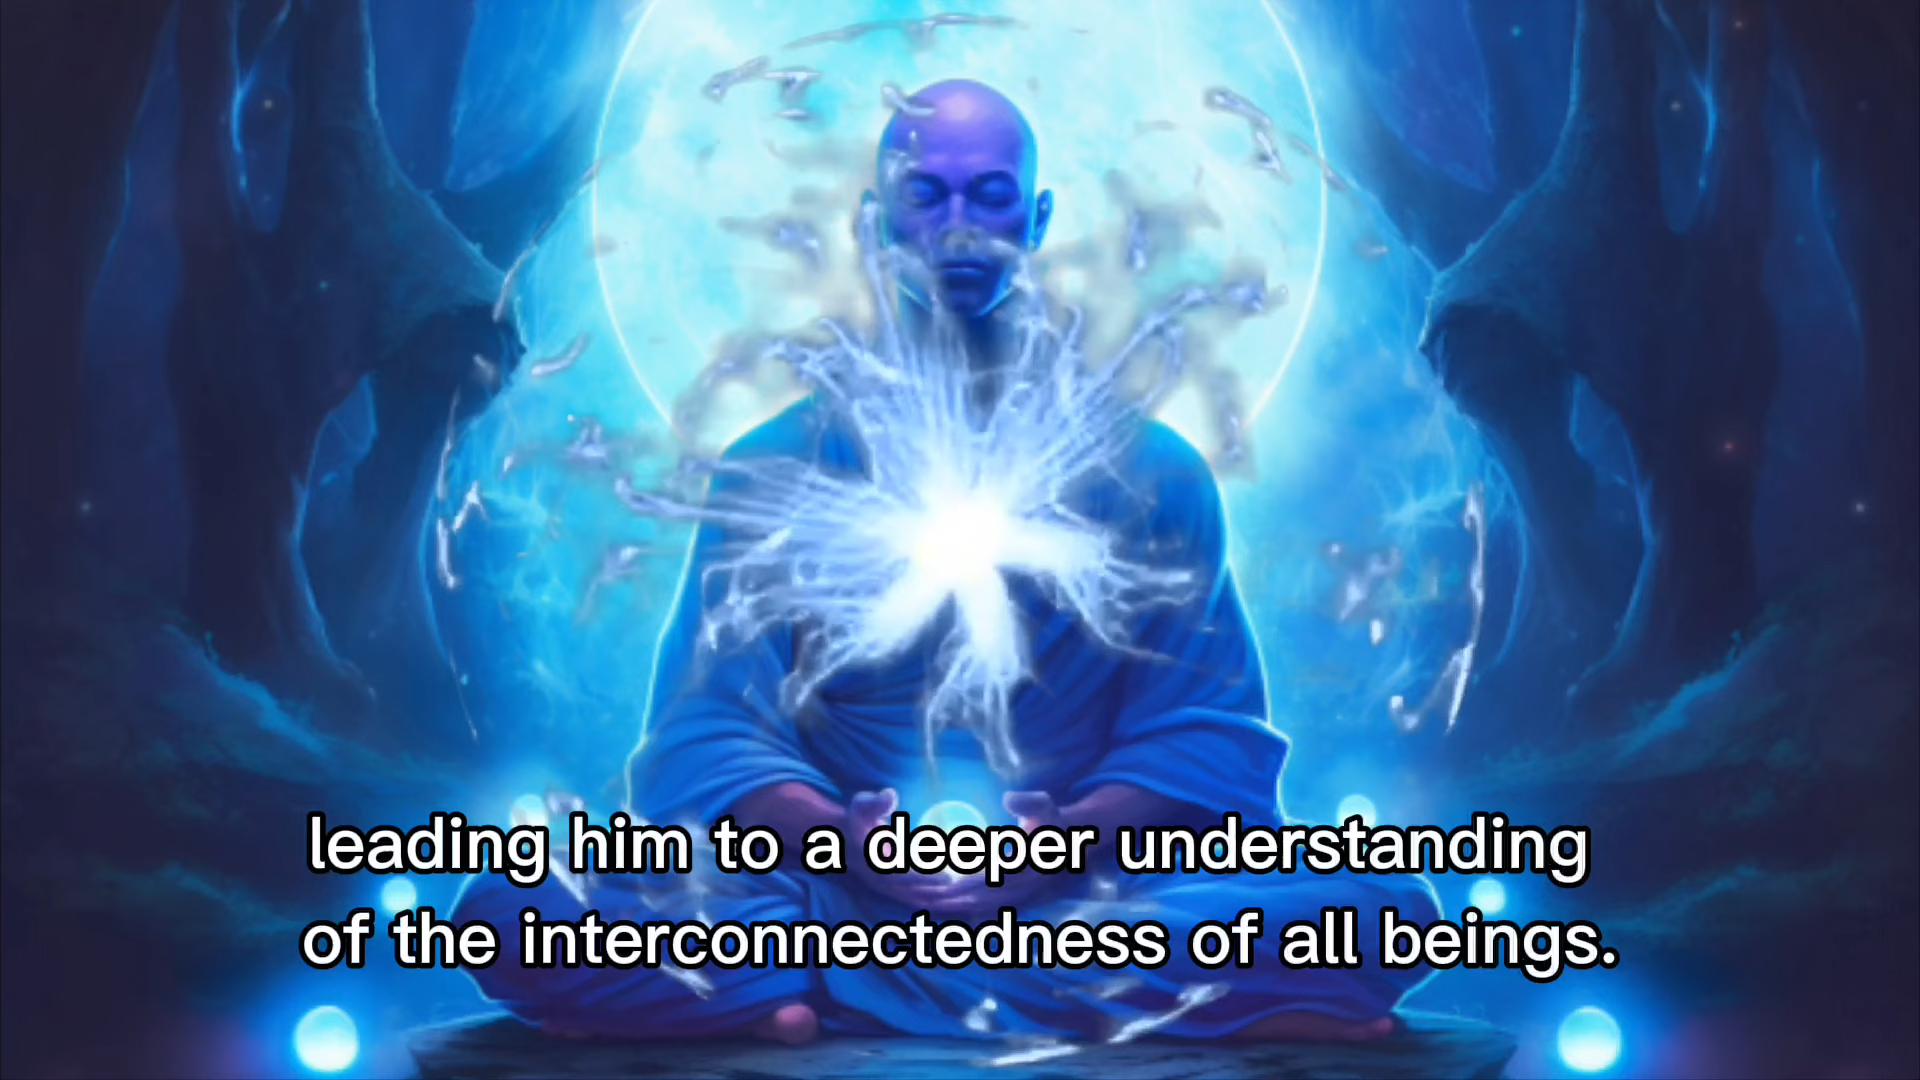 leading him to a deeper understanding
of the interconnectedness of all beings.